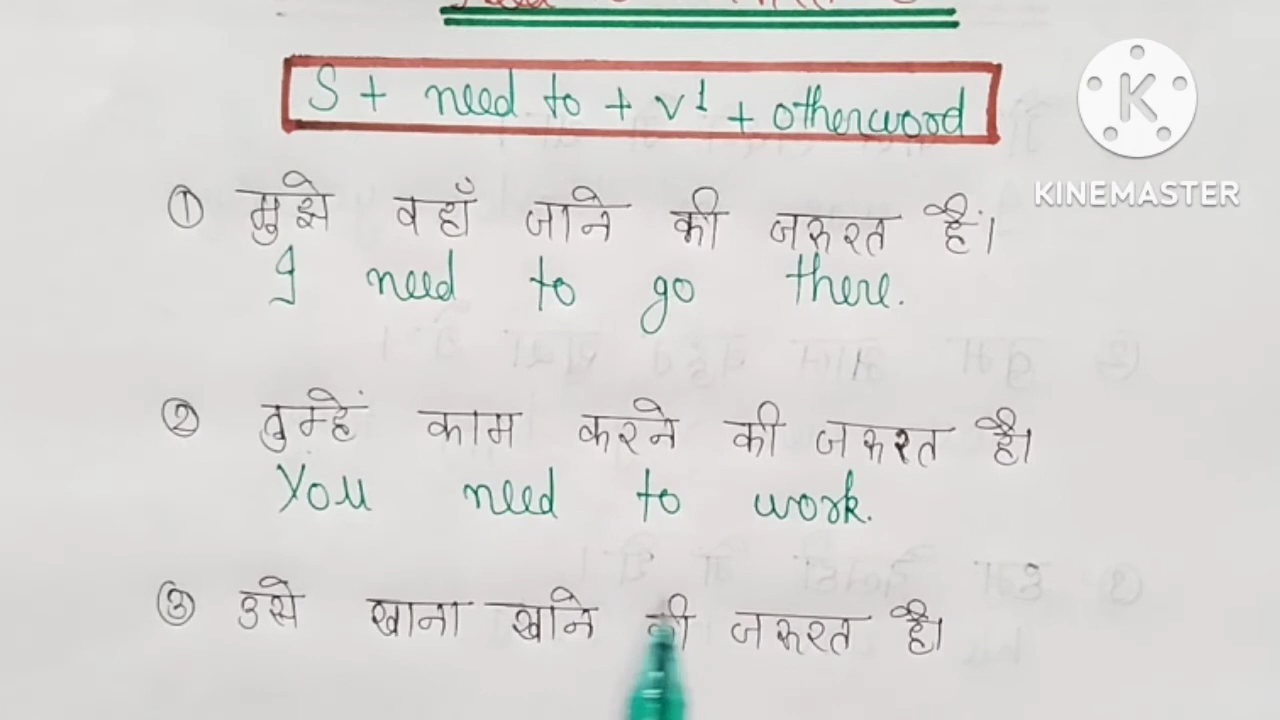 S + need to + v1 + otherword
K
KINEMASTER
① मुझे वहाँ जाने की जरूरत हैं।
I need to go there.
② तुम्हें काम करने की जरूरत है।
You need to work.
③ उसे खाना खाने की जरूरत है।